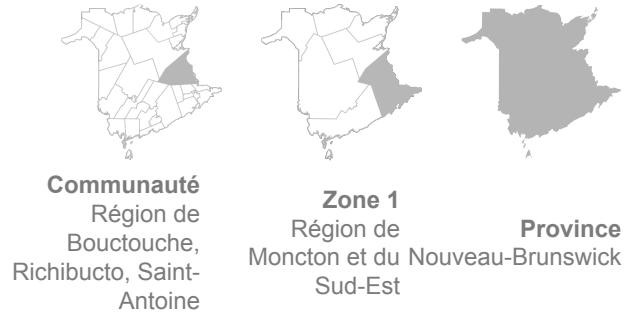 Communauté
Région de
Bouctouche,
Richibucto, Saint-
Antoine
Zone 1
Région de
Moncton et du
Sud-Est
Province
Nouveau-Brunswick